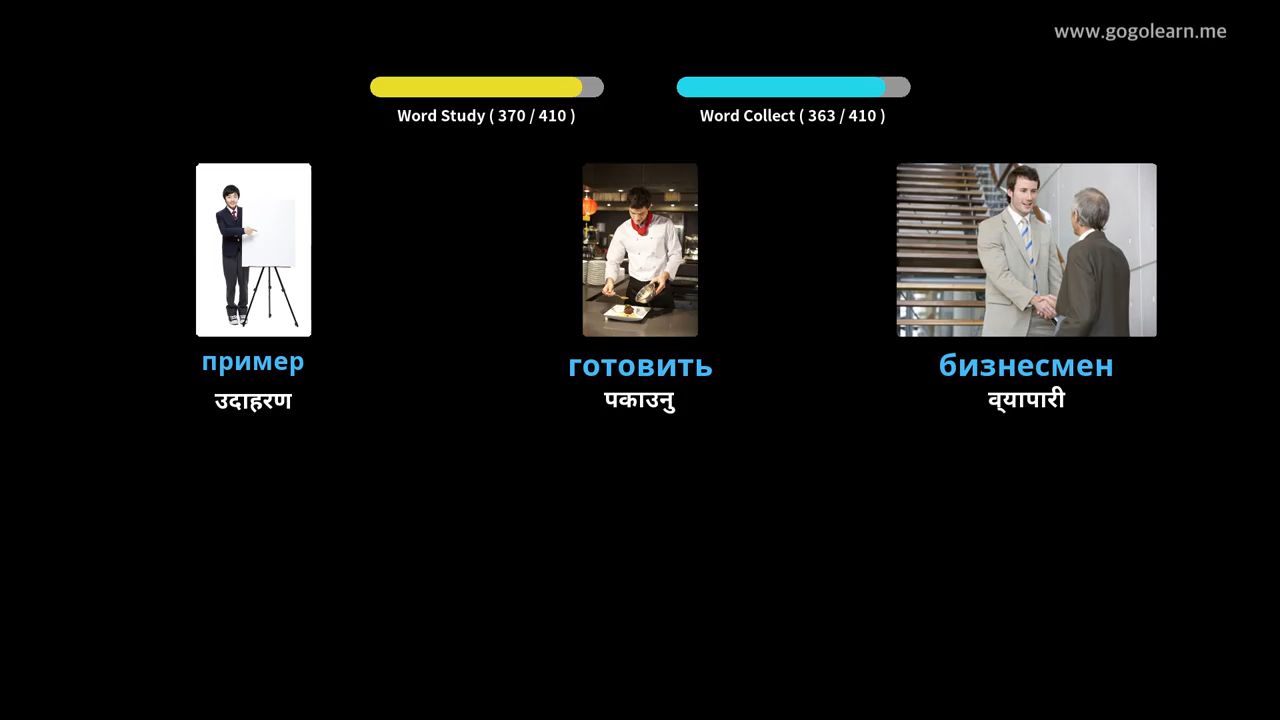 www.gogolearn.me
Word Study ( 370 / 410 )
Word Collect ( 363 / 410 )
пример
готовить
бизнесмен
उदाहरण
पकाउनु
व्यापारी